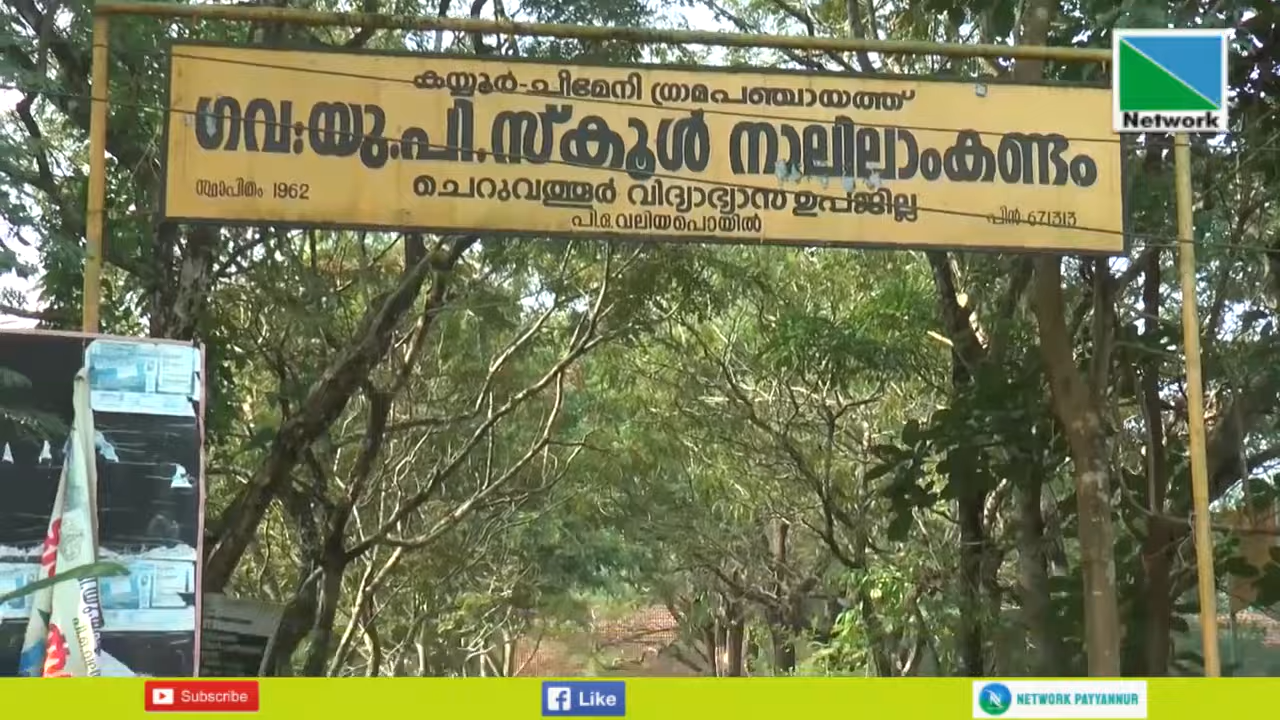 കയ്യൂർ-ചീമേനി ഗ്രാമപഞ്ചായത്ത്
ഗവ:യു.പി.സ്കൂൾ നാലിലാംകണ്ടം
സ്ഥാപിതം 1962
ചെറുവത്തൂർ വിദ്യാഭ്യാസ ഉപജില്ല
പിൻ 671313
പി.ഒ.വലിയപൊയിൽ
Network
Subscribe
Like
NETWORK PAYYANNUR